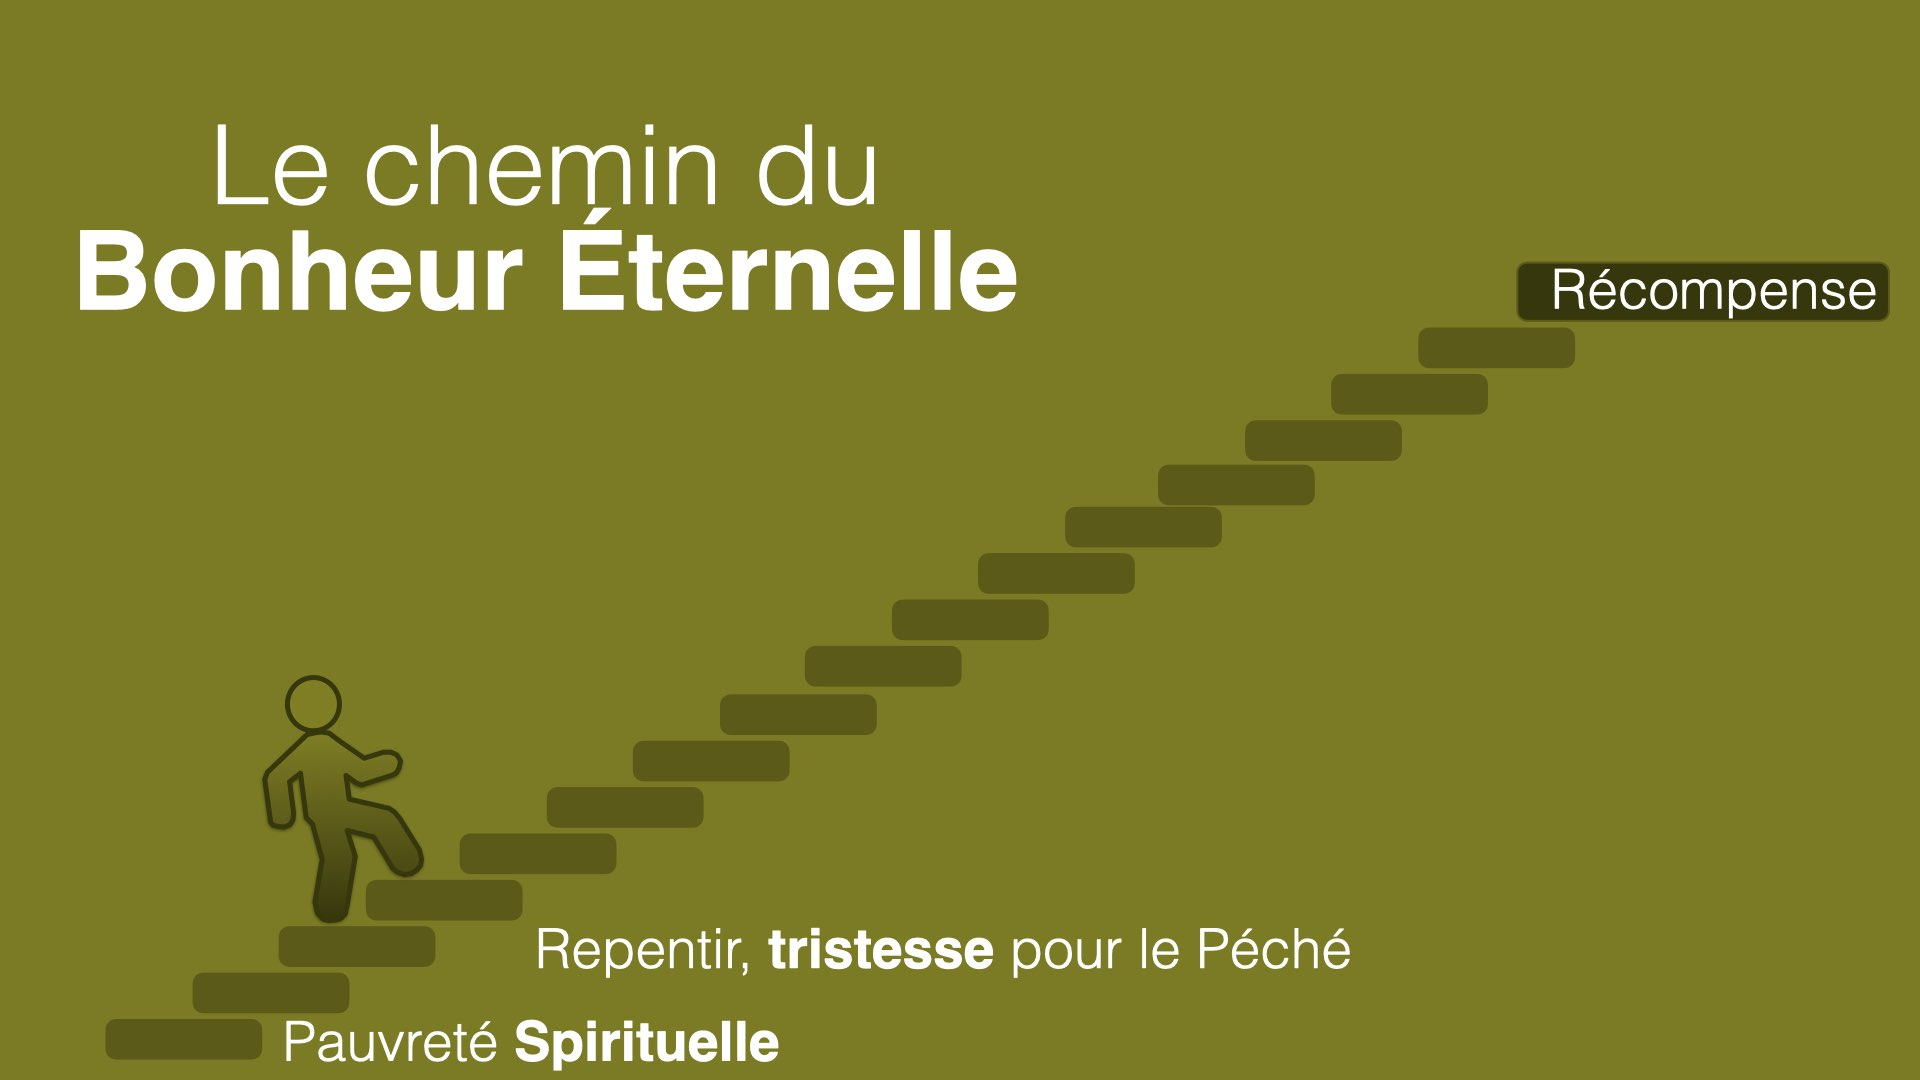 Le chemin du
Bonheur Éternelle
Récompense
Repentir, tristesse pour le Péché
Pauvreté Spirituelle